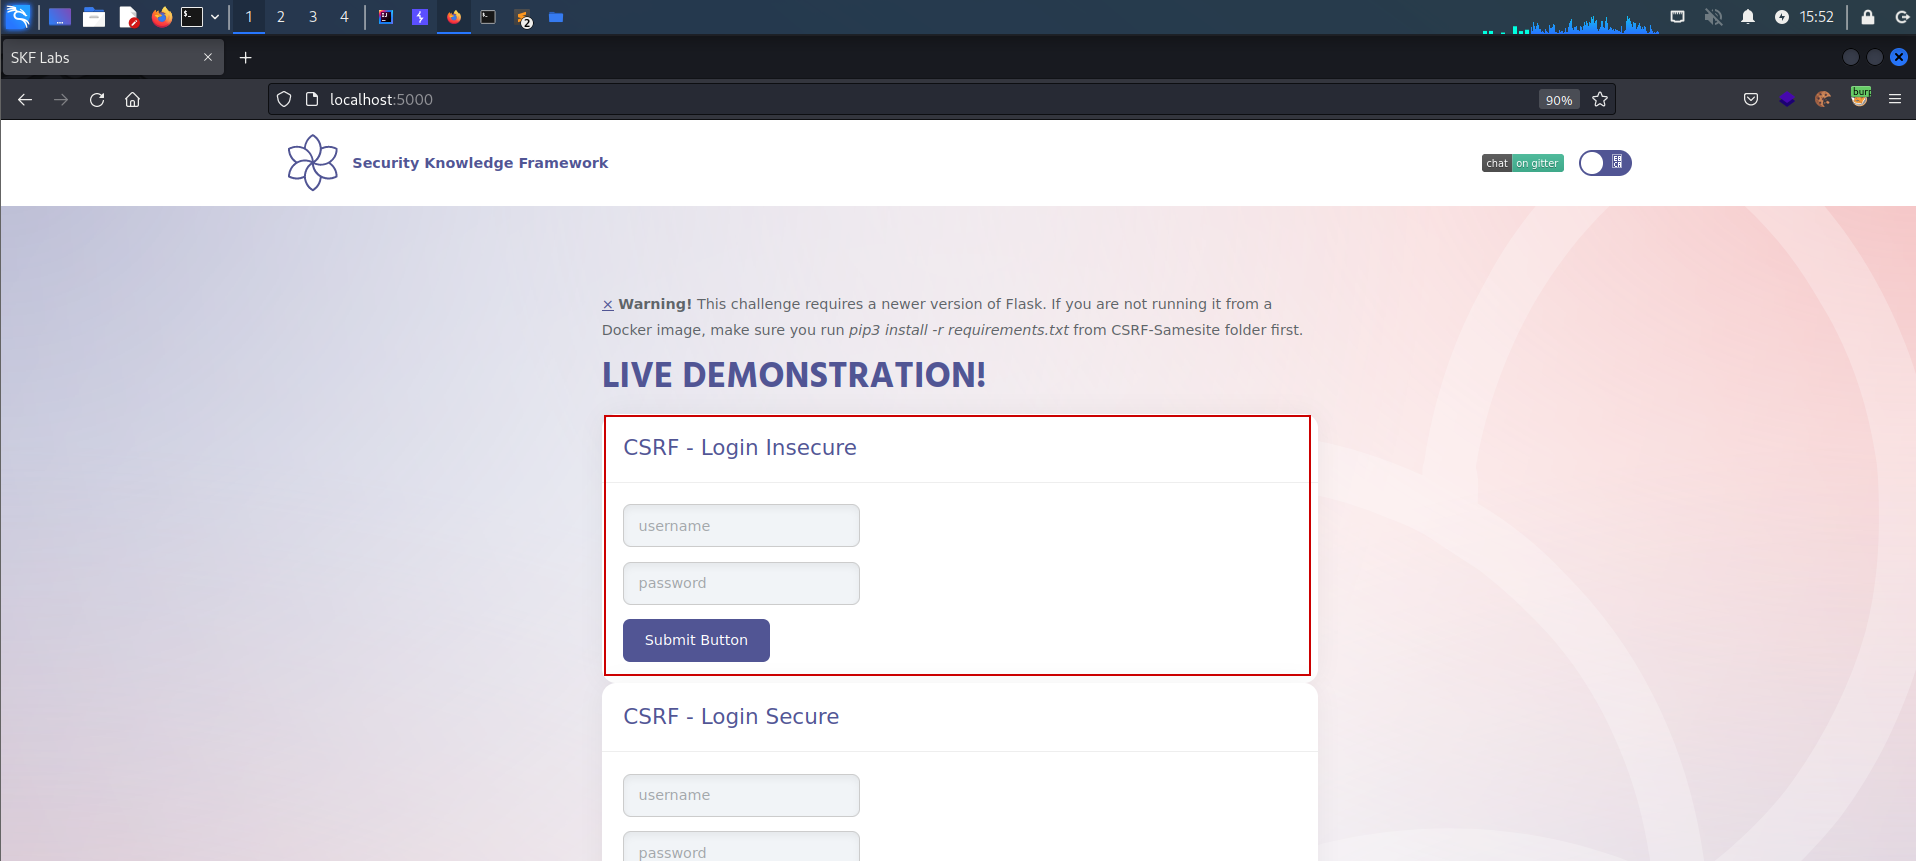 1 2 3 4 2 15:52
SKF Labs
localhost:5000 90% burp
Security Knowledge Framework chat on gitter
× Warning! This challenge requires a newer version of Flask. If you are not running it from a
Docker image, make sure you run pip3 install -r requirements.txt from CSRF-Samesite folder first.
LIVE DEMONSTRATION!
CSRF - Login Insecure
username
password
Submit Button
CSRF - Login Secure
username
password